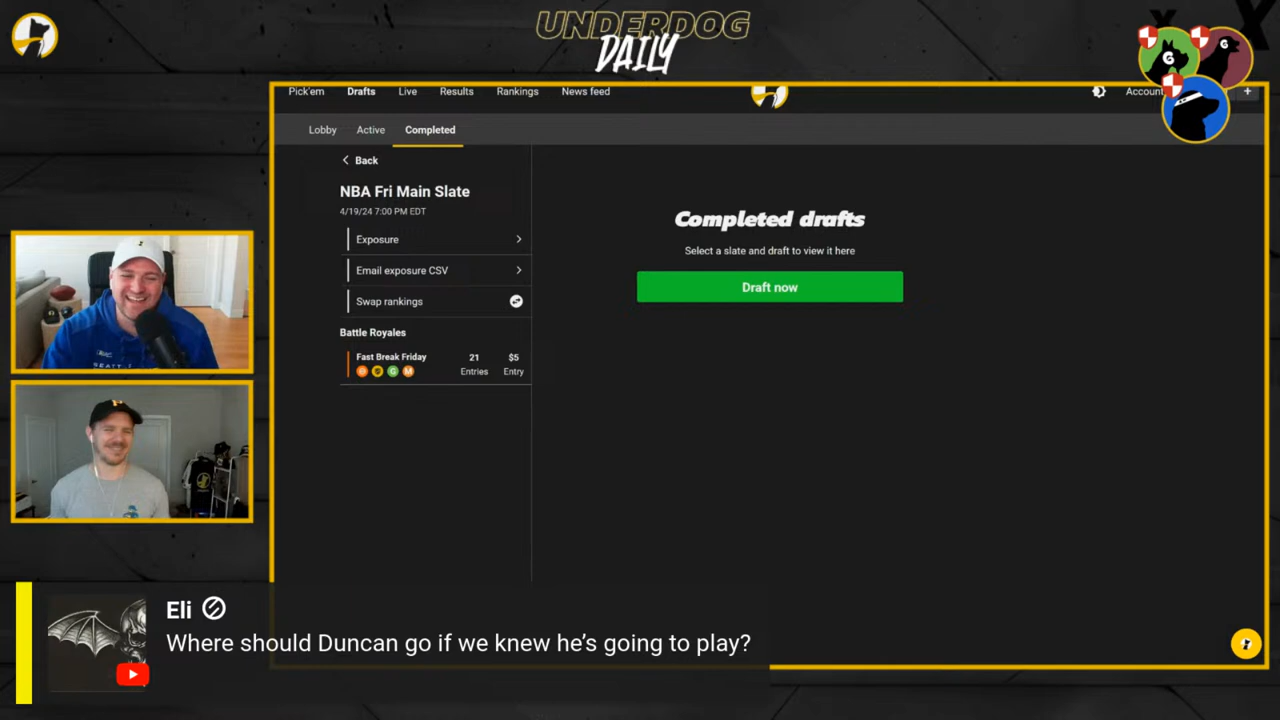 UNDERDOG
DAILY
Pick'em Drafts Live Results Rankings News feed Account +
Lobby Active Completed
Back
NBA Fri Main Slate
4/19/24 7:00 PM EDT
Exposure
Email exposure CSV
Swap rankings
Battle Royales
Fast Break Friday 21 $5
Entries Entry
Completed drafts
Select a slate and draft to view it here
Draft now
G
G
G M
Eli
Where should Duncan go if we knew he's going to play?